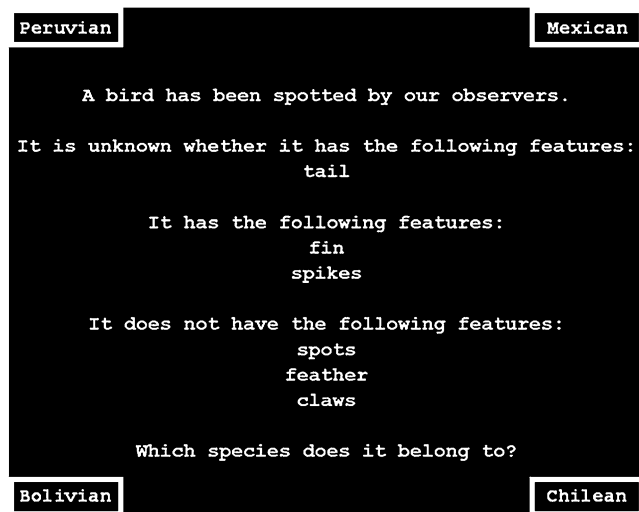 Peruvian
Mexican
A bird has been spotted by our observers.
It is unknown whether it has the following features:
tail
It has the following features:
fin
spikes
It does not have the following features:
spots
feather
claws
Which species does it belong to?
Bolivian
Chilean